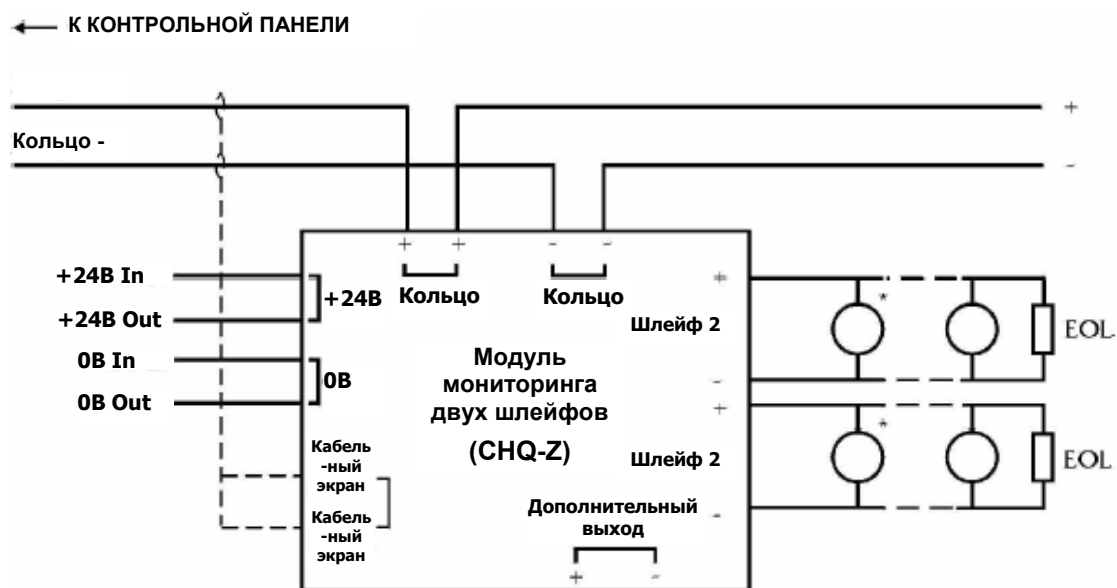 К КОНТРОЛЬНОЙ ПАНЕЛИ
+
Кольцо -
-
+ + - -
Кольцо Кольцо
+24В In
+24В Out
+24В
0В In
0В Out
0В
Модуль
мониторинга
двух шлейфов
(CHQ-Z)
+
Шлейф 2
-
* EOL
+
Шлейф 2
-
* EOL
Кабель
-ный
экран
Кабель
-ный
экран
Дополнительный
выход
+ -